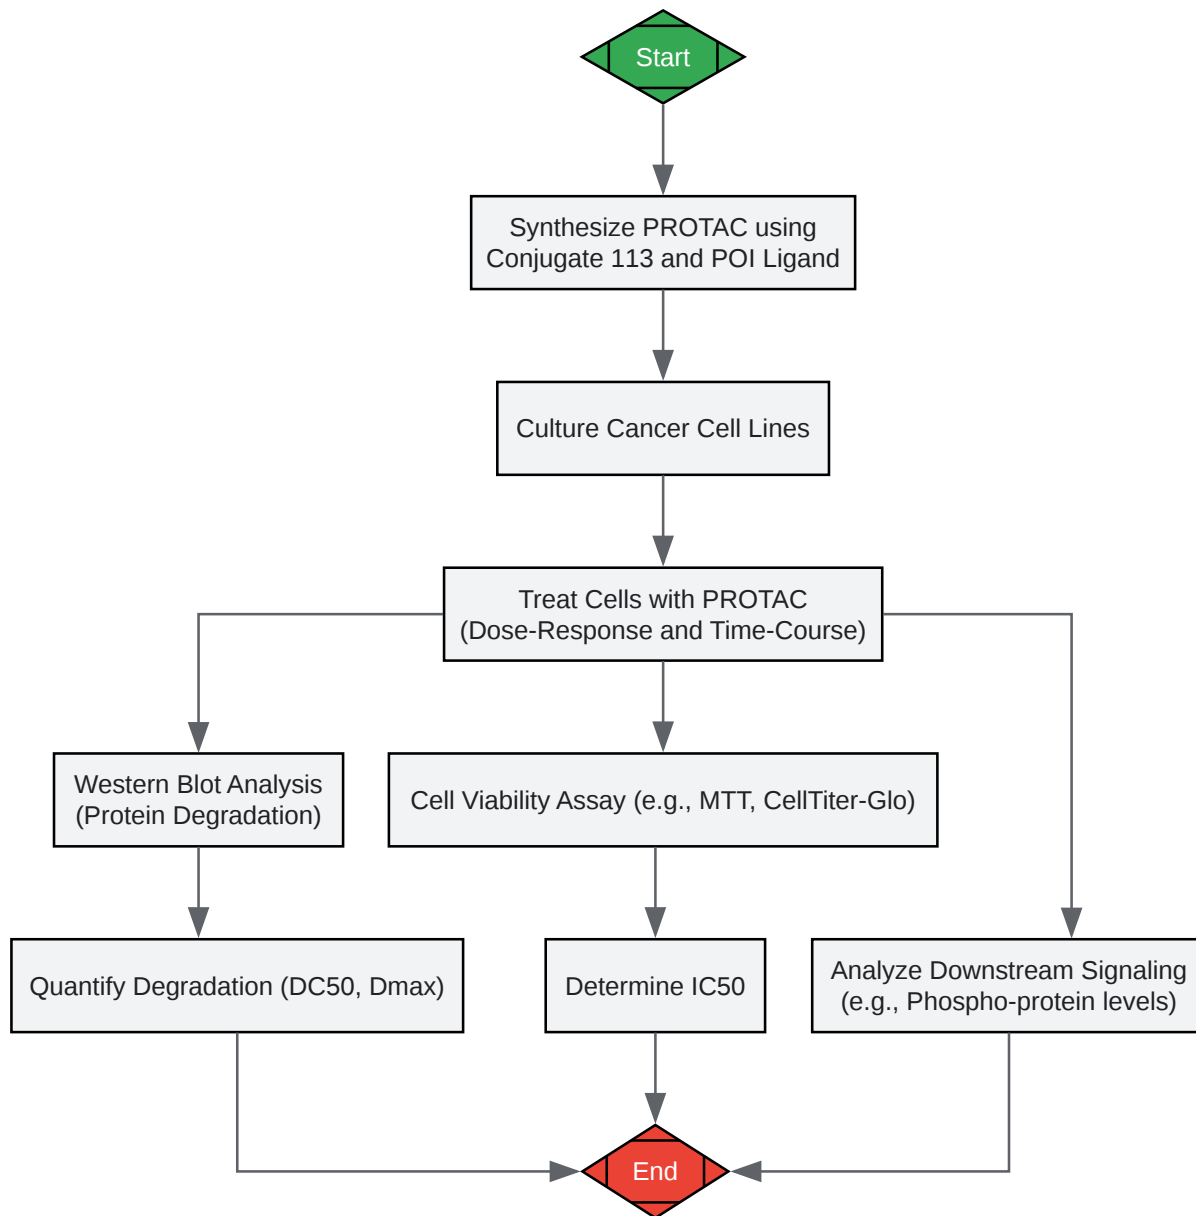 Start
Synthesize PROTAC using
Conjugate 113 and POI Ligand
Culture Cancer Cell Lines
Treat Cells with PROTAC
(Dose-Response and Time-Course)
Western Blot Analysis
(Protein Degradation)
Cell Viability Assay (e.g., MTT, CellTiter-Glo)
Quantify Degradation (DC50, Dmax)
Determine IC50
Analyze Downstream Signaling
(e.g., Phospho-protein levels)
End